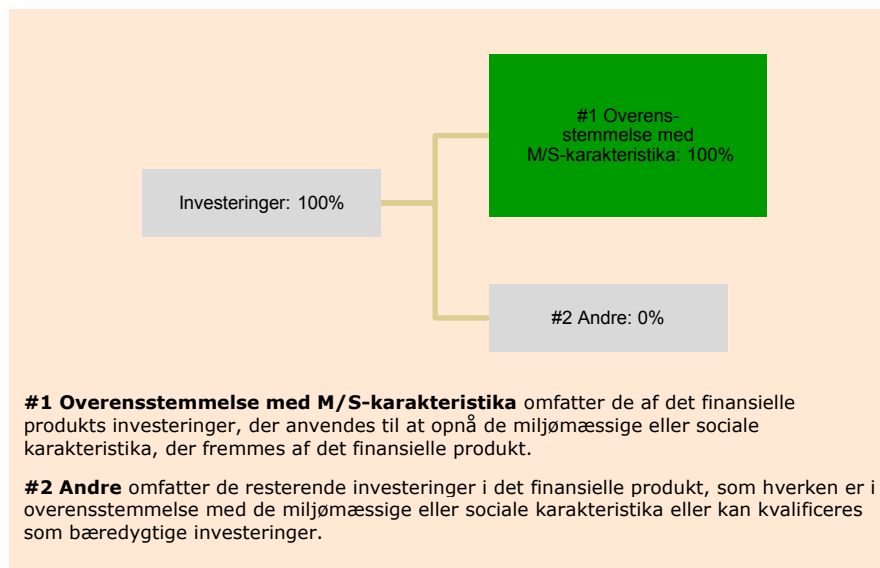 #1 Overens-
stemmelse med
M/S-karakteristika: 100%
Investeringer: 100%
#2 Andre: 0%
#1 Overensstemmelse med M/S-karakteristika omfatter de af det finansielle
produkts investeringer, der anvendes til at opnå de miljømæssige eller sociale
karakteristika, der fremmes af det finansielle produkt.
#2 Andre omfatter de resterende investeringer i det finansielle produkt, som hverken er i
overensstemmelse med de miljømæssige eller sociale karakteristika eller kan kvalificeres
som bæredygtige investeringer.